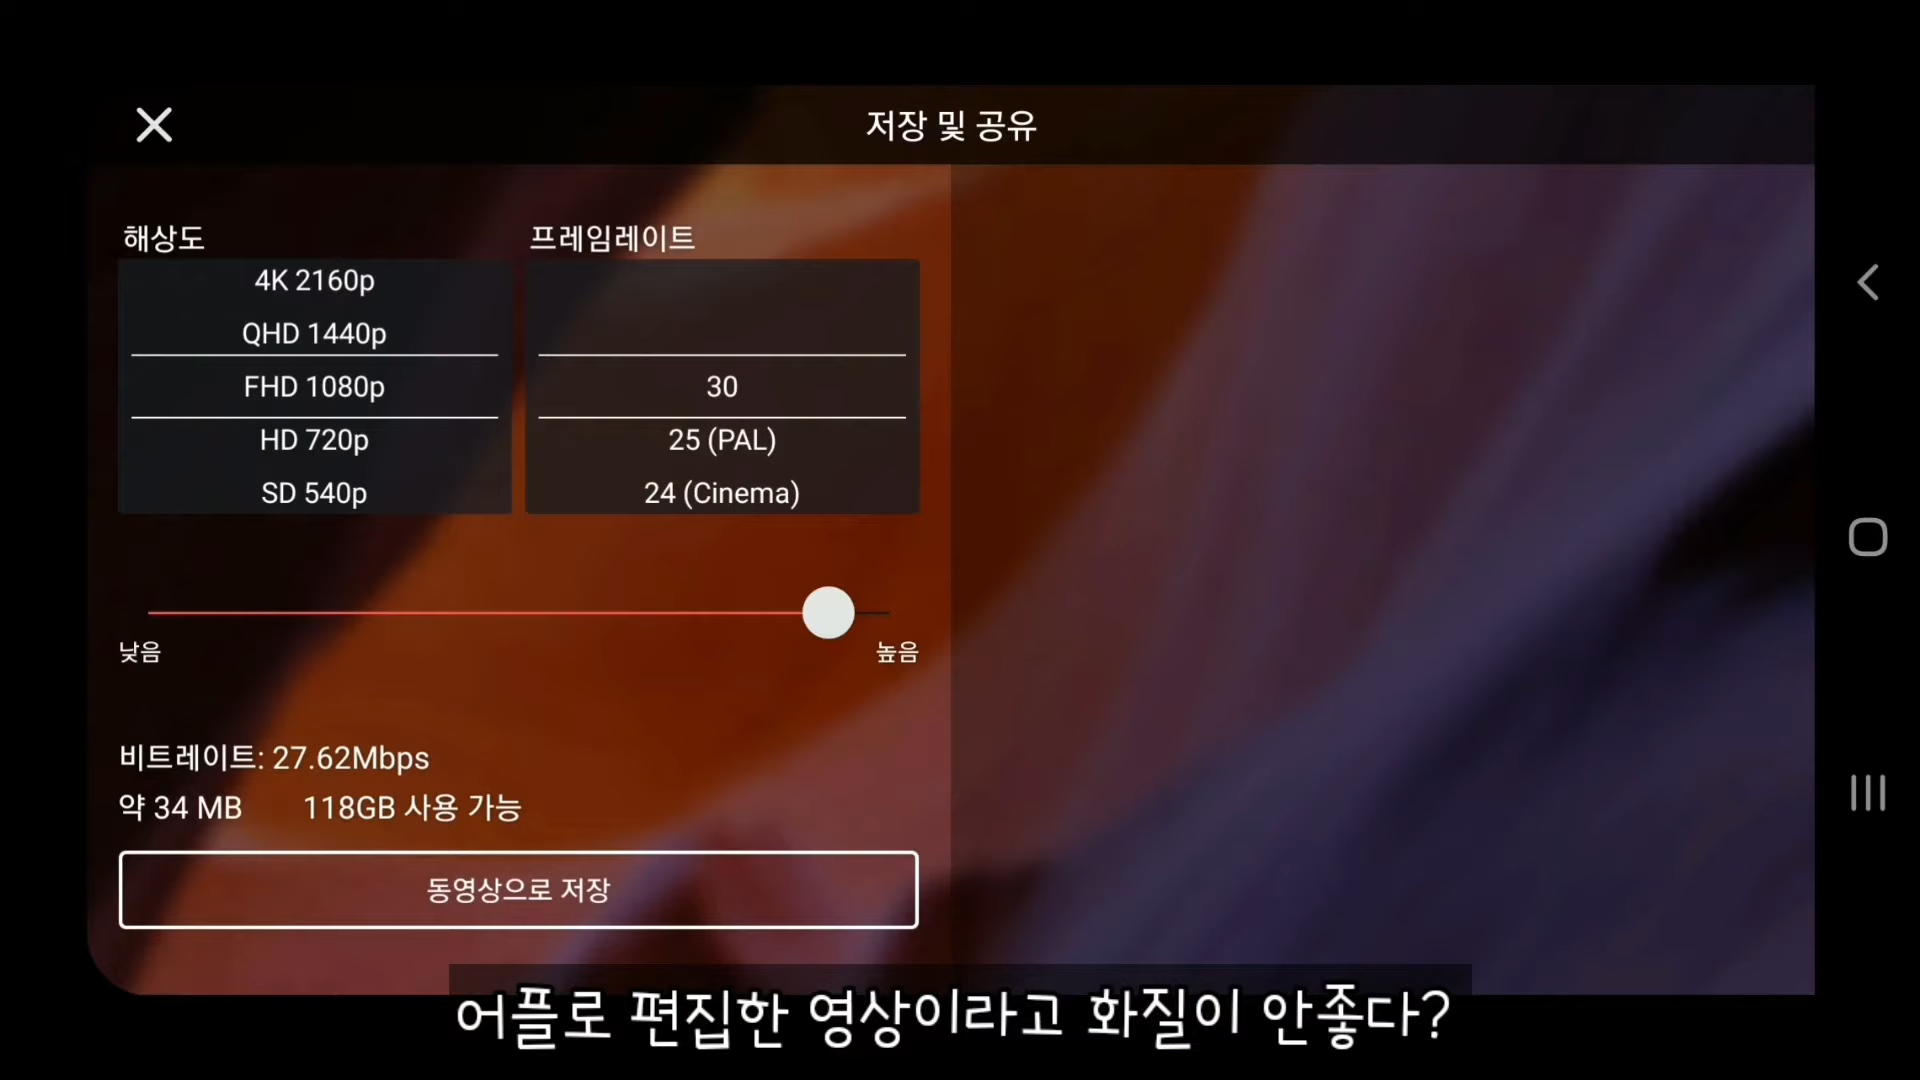 저장 및 공유
해상도
4K 2160p
QHD 1440p
FHD 1080p
HD 720p
SD 540p
프레임레이트
30
25 (PAL)
24 (Cinema)
낮음
높음
비트레이트: 27.62Mbps
약 34 MB 118GB 사용 가능
동영상으로 저장
어플로 편집한 영상이라고 화질이 안좋다?